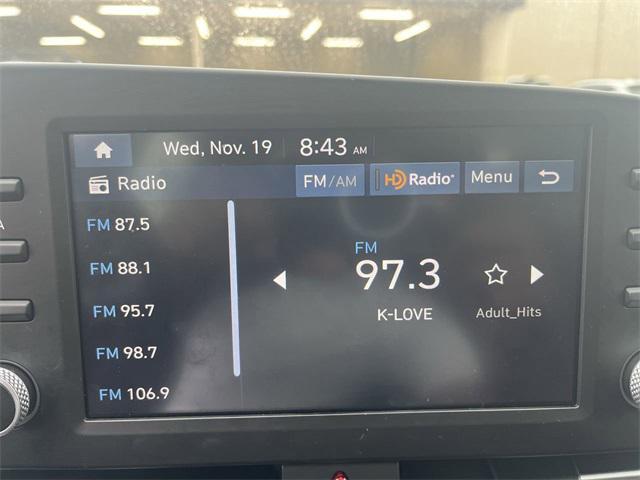 Wed, Nov. 19 8:43 AM
Radio FM/AM HD Radio Menu
FM 87.5
FM 88.1
FM 95.7
FM 98.7
FM 106.9
FM
97.3
K-LOVE
Adult_Hits
A